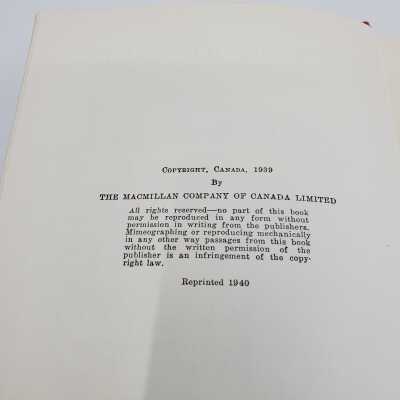 Copyright, Canada, 1939
By
THE MACMILLAN COMPANY OF CANADA LIMITED
All rights reserved—no part of this book
may be reproduced in any form without
permission in writing from the publishers.
Mimeographing or reproducing mechanically
in any other way passages from this book
without the written permission of the
publisher is an infringement of the copy-
right law.
Reprinted 1940